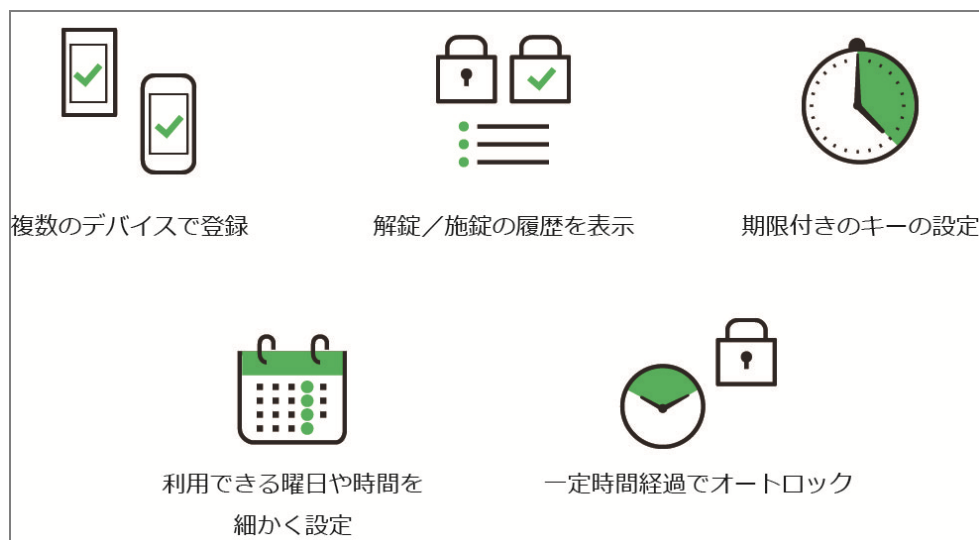 複数のデバイスで登録
解錠／施錠の履歴を表示
期限付きのキーの設定
利用できる曜日や時間を
細かく設定
一定時間経過でオートロック